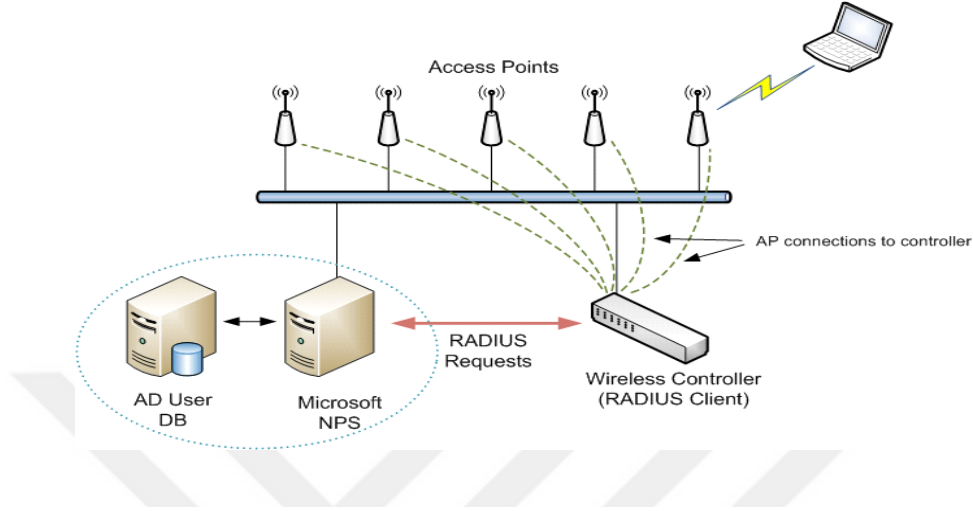 Access Points
AP connections to controller
RADIUS
Requests
AD User
DB
Microsoft
NPS
Wireless Controller
(RADIUS Client)